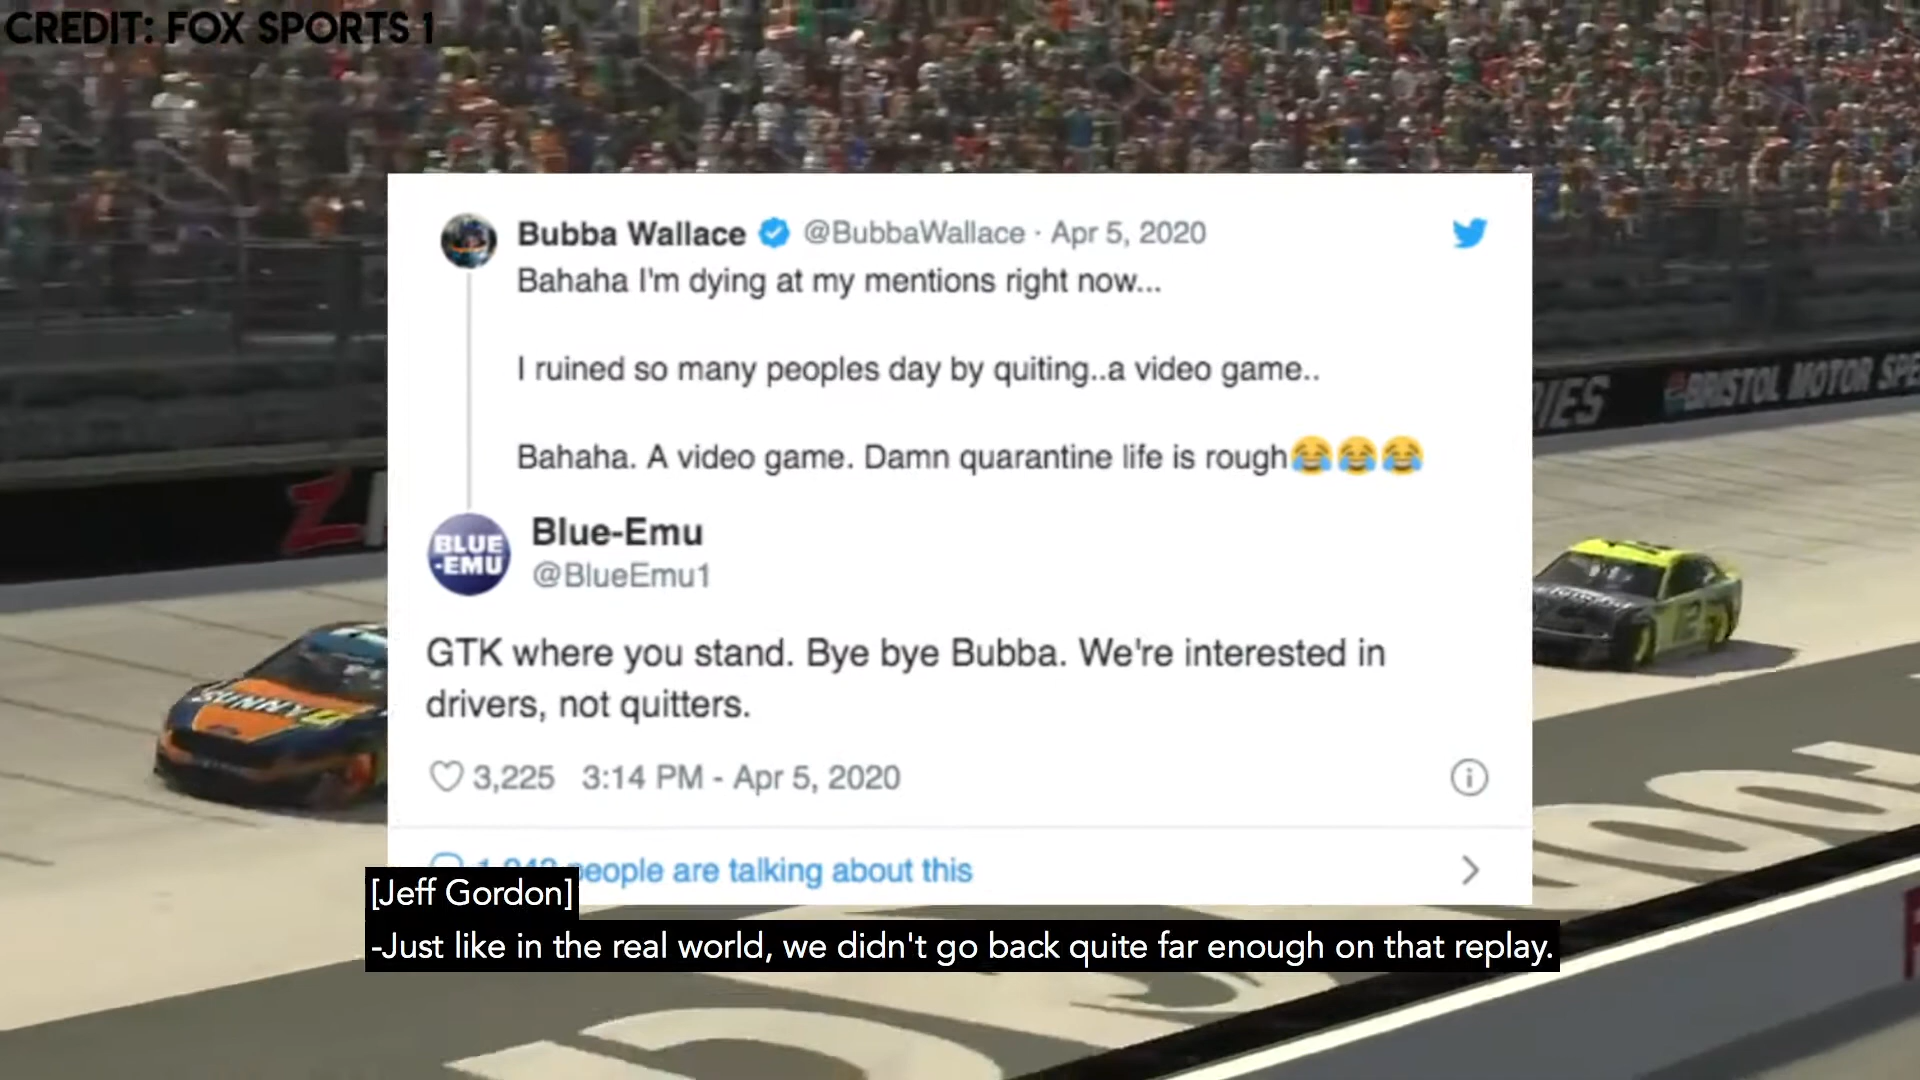 CREDIT: FOX SPORTS 1
Bubba Wallace @BubbaWallace · Apr 5, 2020
Bahaha I'm dying at my mentions right now...
I ruined so many peoples day by quiting..a video game..
Bahaha. A video game. Damn quarantine life is rough😂😂😂
BLUE
-EMU
Blue-Emu
@BlueEmu1
GTK where you stand. Bye bye Bubba. We're interested in
drivers, not quitters.
3,225 3:14 PM - Apr 5, 2020
people are talking about this
[Jeff Gordon]
-Just like in the real world, we didn't go back quite far enough on that replay.
BRISTOL MOTOR SPE
SUNNYD